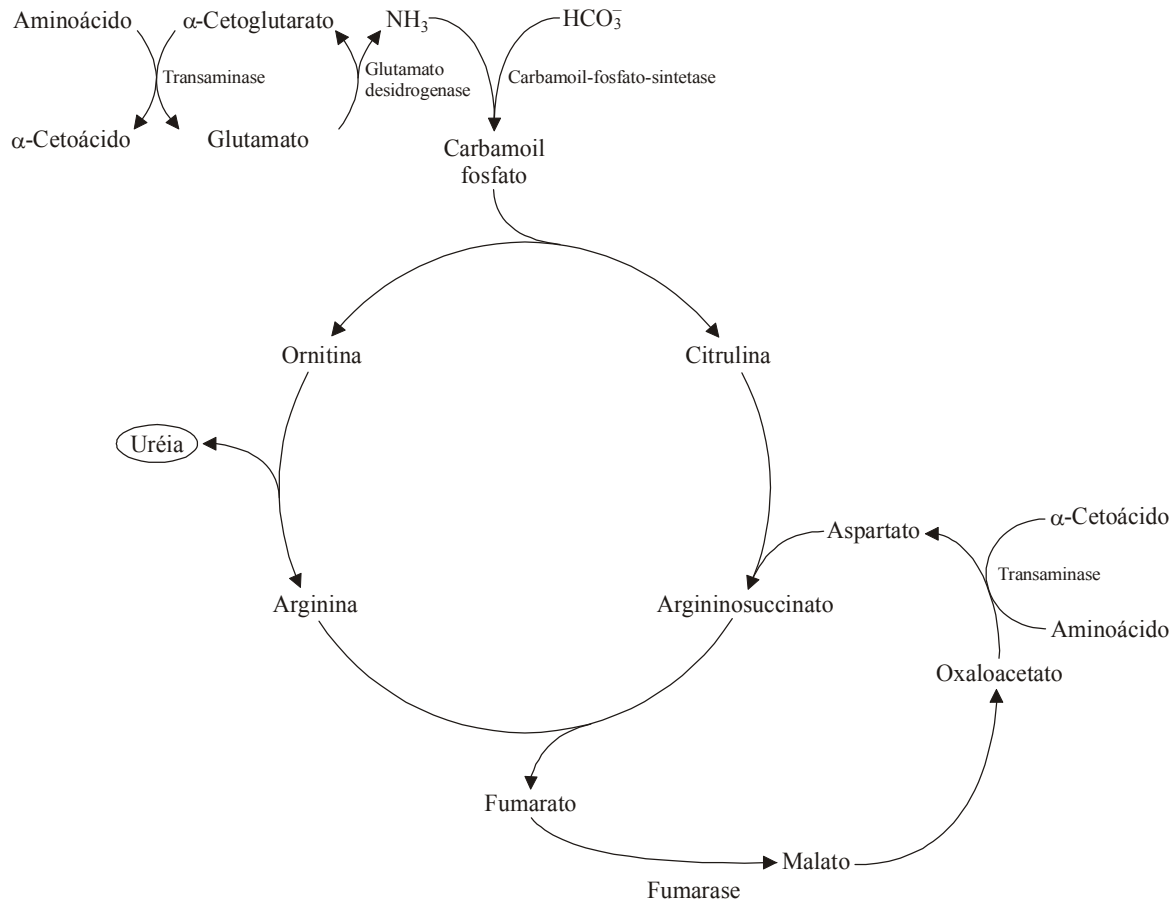 Aminoácido
α-Cetoglutarato
NH₃
HCO₃⁻
Transaminase
Glutamato
desidrogenase
Carbamoil-fosfato-sintetase
α-Cetoácido
Glutamato
Carbamoil
fosfato
Ornitina
Citrulina
Uréia
Aspartato
α-Cetoácido
Transaminase
Arginina
Argininosuccinato
Aminoácido
Oxaloacetato
Fumarato
Malato
Fumarase